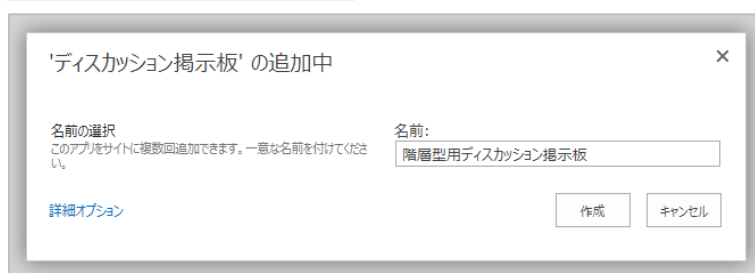 'ディスカッション掲示板' の追加中
名前の選択
このアプリをサイトに複数回追加できます。一意な名前を付けてくださ
い。
名前:
階層型用ディスカッション掲示板
詳細オプション
作成
キャンセル